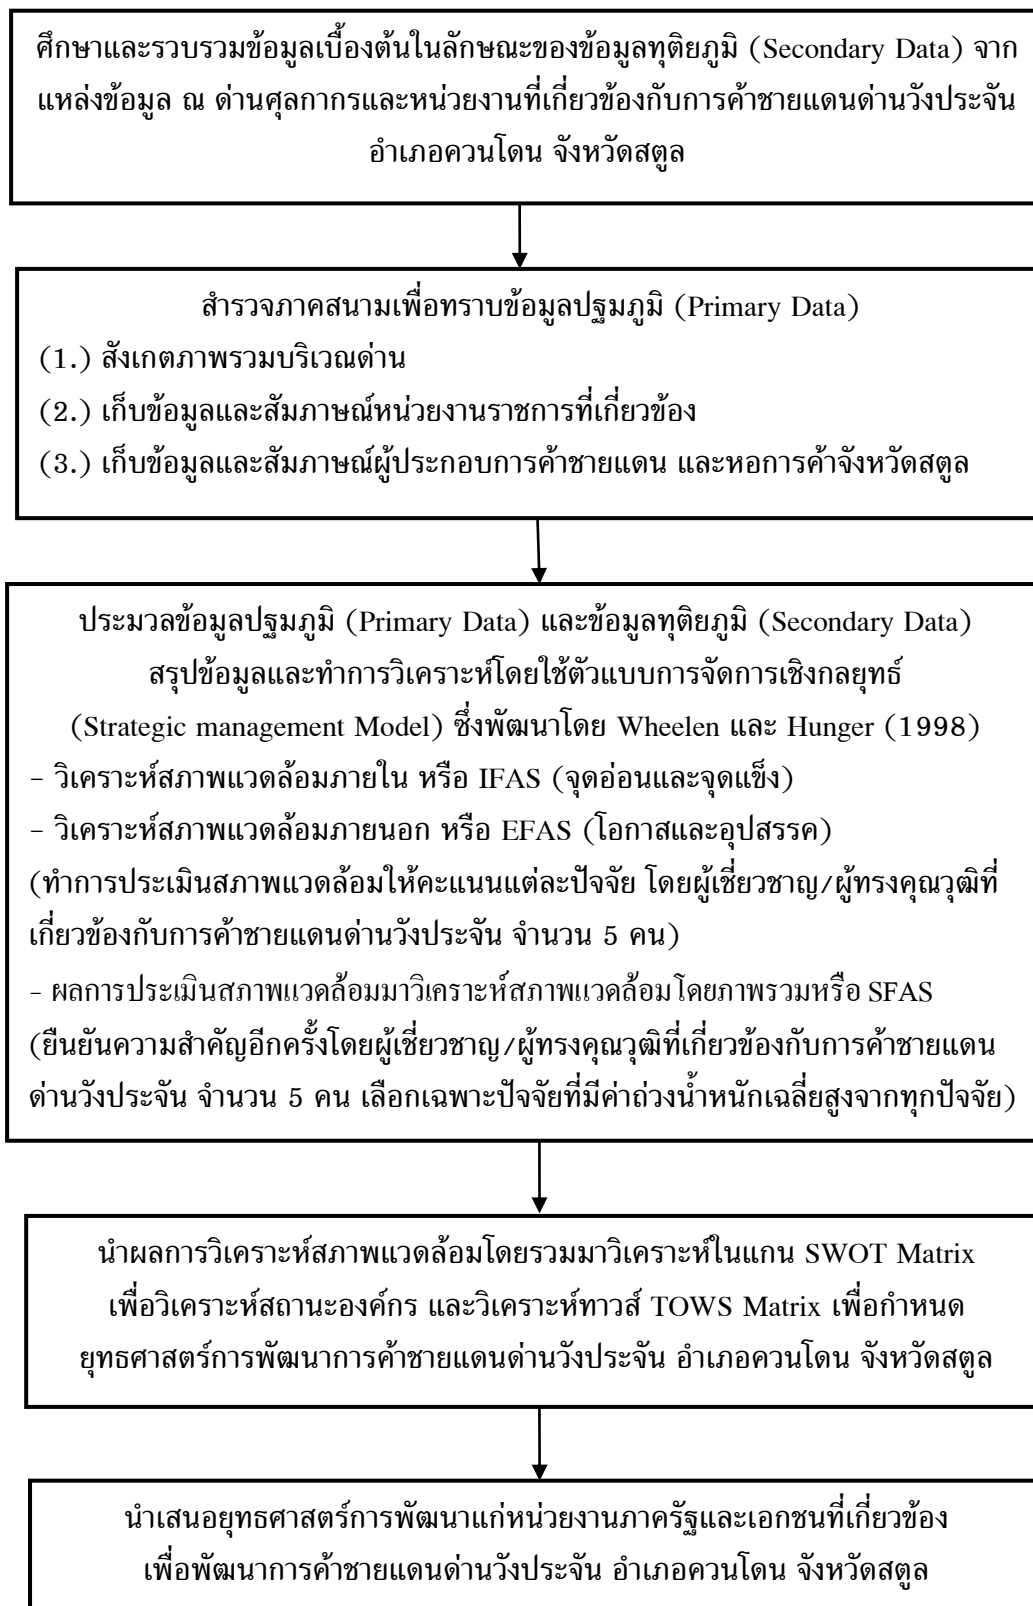 ศึกษาและรวบรวมข้อมูลเบื้องต้นในลักษณะของข้อมูลทุติยภูมิ (Secondary Data) จาก
แหล่งข้อมูล ณ ด่านศุลกากรและหน่วยงานที่เกี่ยวข้องกับการค้าชายแดนด่านวังประจัน
อำเภอควนโดน จังหวัดสตูล
สำรวจภาคสนามเพื่อทราบข้อมูลปฐมภูมิ (Primary Data)
(1.) สังเกตภาพรวมบริเวณด่าน
(2.) เก็บข้อมูลและสัมภาษณ์หน่วยงานราชการที่เกี่ยวข้อง
(3.) เก็บข้อมูลและสัมภาษณ์ผู้ประกอบการค้าชายแดน และหอการค้าจังหวัดสตูล
ประมวลข้อมูลปฐมภูมิ (Primary Data) และข้อมูลทุติยภูมิ (Secondary Data)
สรุปข้อมูลและทำการวิเคราะห์โดยใช้ตัวแบบการจัดการเชิงกลยุทธ์
(Strategic management Model) ซึ่งพัฒนาโดย Wheelen และ Hunger (1998)
- วิเคราะห์สภาพแวดล้อมภายใน หรือ IFAS (จุดอ่อนและจุดแข็ง)
- วิเคราะห์สภาพแวดล้อมภายนอก หรือ EFAS (โอกาสและอุปสรรค)
(ทำการประเมินสภาพแวดล้อมให้คะแนนแต่ละปัจจัย โดยผู้เชี่ยวชาญ/ผู้ทรงคุณวุฒิที่
เกี่ยวข้องกับการค้าชายแดนด่านวังประจัน จำนวน 5 คน)
- ผลการประเมินสภาพแวดล้อมมาวิเคราะห์สภาพแวดล้อมโดยภาพรวมหรือ SFAS
(ยืนยันความสำคัญอีกครั้งโดยผู้เชี่ยวชาญ/ผู้ทรงคุณวุฒิที่เกี่ยวข้องกับการค้าชายแดน
ด่านวังประจัน จำนวน 5 คน เลือกเฉพาะปัจจัยที่มีค่าถ่วงน้ำหนักเฉลี่ยสูงจากทุกปัจจัย)
นำผลการวิเคราะห์สภาพแวดล้อมโดยรวมมาวิเคราะห์ในแกน SWOT Matrix
เพื่อวิเคราะห์สถานะองค์กร และวิเคราะห์ทาวส์ TOWS Matrix เพื่อกำหนด
ยุทธศาสตร์การพัฒนาการค้าชายแดนด่านวังประจัน อำเภอควนโดน จังหวัดสตูล
นำเสนอยุทธศาสตร์การพัฒนาแก่หน่วยงานภาครัฐและเอกชนที่เกี่ยวข้อง
เพื่อพัฒนาการค้าชายแดนด่านวังประจัน อำเภอควนโดน จังหวัดสตูล